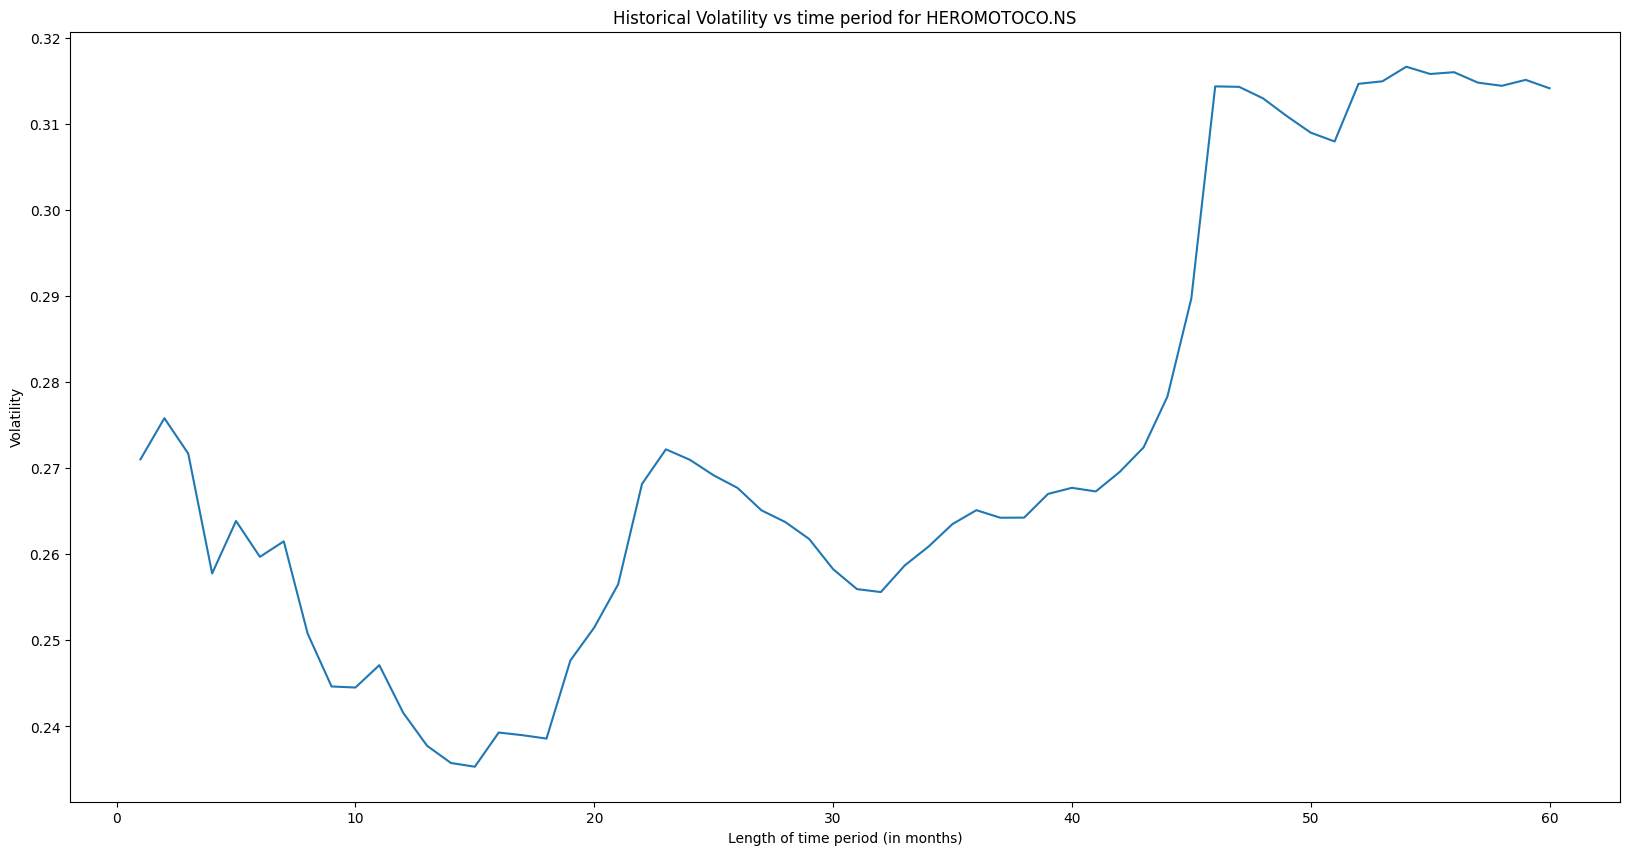 Historical Volatility vs time period for HEROMOTOCO.NS
0.32
0.31
0.30
0.29
0.28
0.27
0.26
0.25
0.24
Volatility
0 10 20 30 40 50 60
Length of time period (in months)